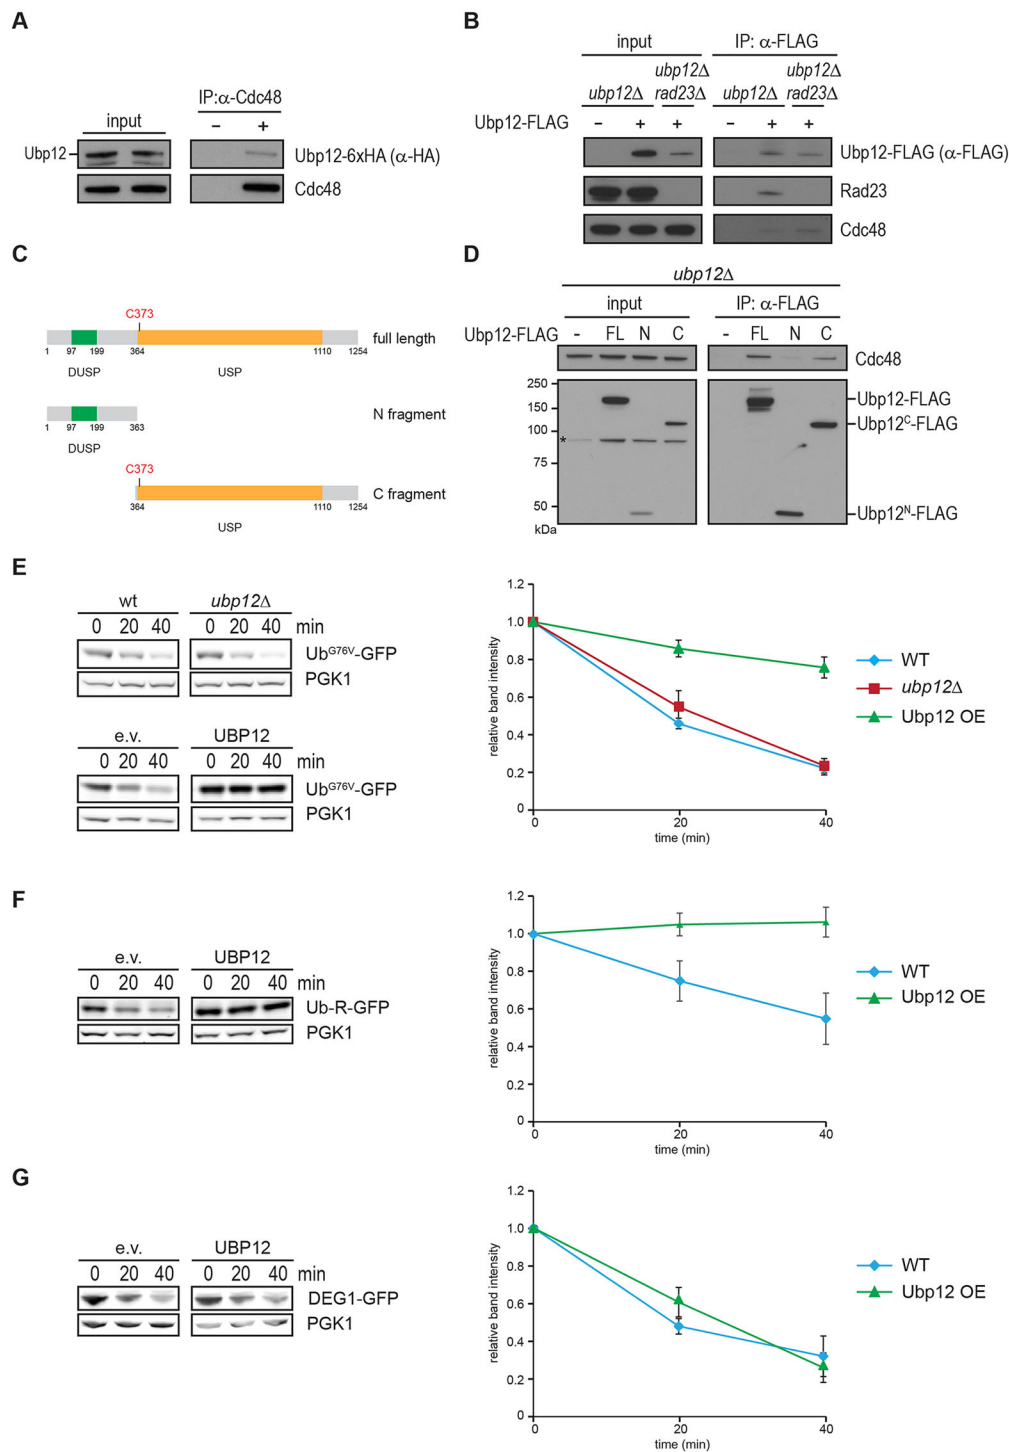 A
IP:α-Cdc48
input
− +
Ubp12
Ubp12-6xHA (α-HA)
Cdc48
B
input
IP: α-FLAG
ubp12Δ
ubp12Δ rad23Δ
ubp12Δ
ubp12Δ rad23Δ
Ubp12-FLAG
− + + − + +
Ubp12-FLAG (α-FLAG)
Rad23
Cdc48
C
C373
full length
1 97 199 364 1110 1254
DUSP USP
N fragment
1 97 199 363
DUSP
C373
C fragment
364 1110 1254
USP
D
ubp12Δ
input
IP: α-FLAG
Ubp12-FLAG
- FL N C - FL N C
Cdc48
250
150
100
*
75
50
kDa
Ubp12-FLAG
Ubp12ᶜ-FLAG
Ubp12ᴺ-FLAG
E
wt ubp12Δ
0 20 40 0 20 40 min
UbG76V-GFP
PGK1
e.v. UBP12
0 20 40 0 20 40 min
UbG76V-GFP
PGK1
1.2
1.0
0.8
0.6
0.4
0.2
0
relative band intensity
0 20 40
time (min)
WT
ubp12Δ
Ubp12 OE
F
e.v. UBP12
0 20 40 0 20 40 min
Ub-R-GFP
PGK1
1.2
1.0
0.8
0.6
0.4
0.2
0
relative band intensity
0 20 40
time (min)
WT
Ubp12 OE
G
e.v. UBP12
0 20 40 0 20 40 min
DEG1-GFP
PGK1
1.2
1.0
0.8
0.6
0.4
0.2
0
relative band intensity
0 20 40
time (min)
WT
Ubp12 OE